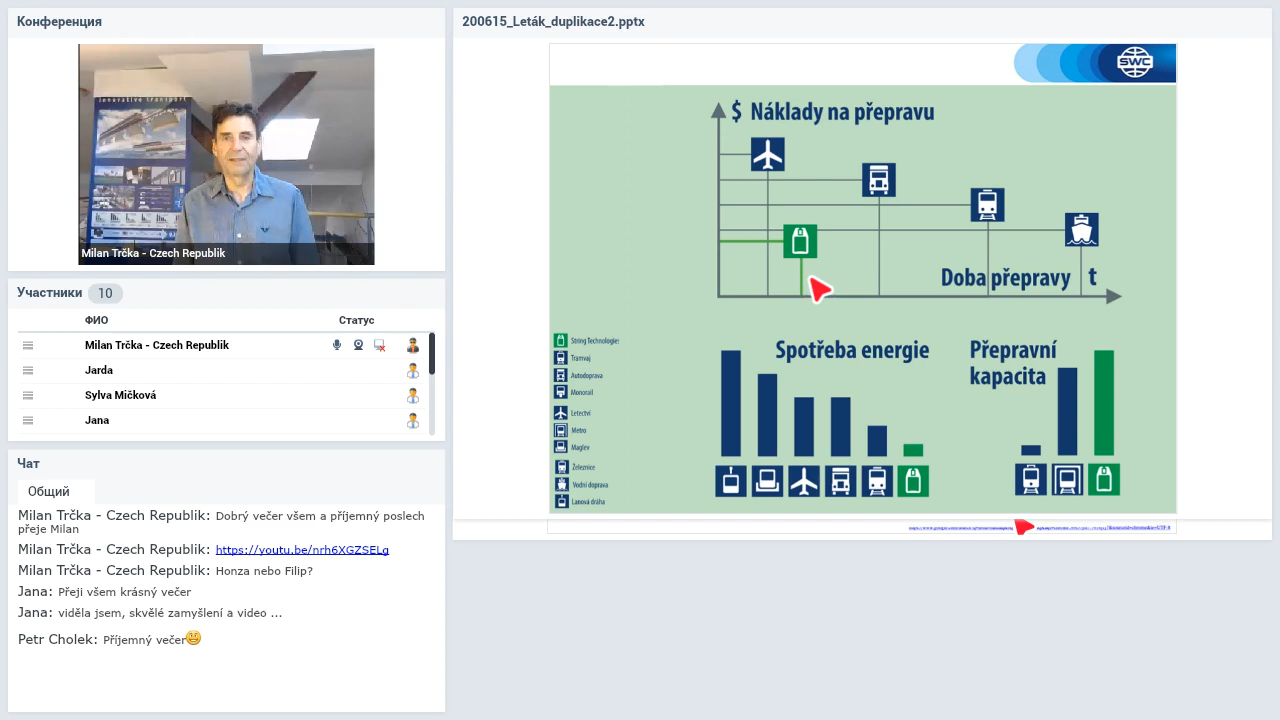 Конференция
innovative transport
Milan Trčka - Czech Republik
Участники 10
ФИО Статус
Milan Trčka - Czech Republik
Jarda
Sylva Mičková
Jana
Чат
Общий
Milan Trčka - Czech Republik: Dobrý večer všem a příjemný poslech
přeje Milan
Milan Trčka - Czech Republik: https://youtu.be/nrh6XGZSELg
Milan Trčka - Czech Republik: Honza nebo Filip?
Jana: Přeji všem krásný večer
Jana: viděla jsem, skvělé zamyšlení a video ...
Petr Cholek: Příjemný večer
200615_Leták_duplikace2.pptx
SWC
$ Náklady na přepravu
Doba přepravy t
String Technologies
Tramvaj
Autodoprava
Monorail
Letectví
Metro
Maglev
Železnice
Vodní doprava
Lanová dráha
Spotřeba energie
Přepravní
kapacita